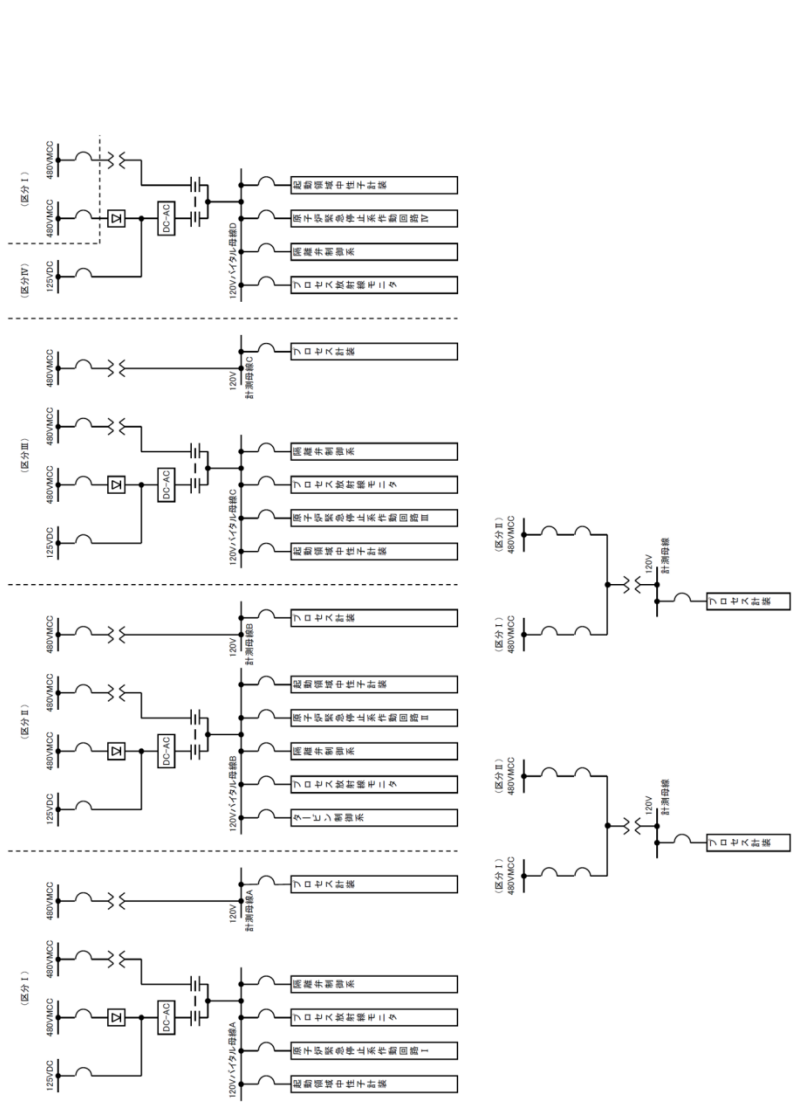 (区分Ⅰ)
125VDC
480VMCC
480VMCC
480VMCC
DC-AC
120Vバイタル母線A
120V
計測母線A
起動領域中性子計装
原子炉緊急停止系作動回路Ⅰ
プロセス放射線モニタ
隔離弁制御系
プロセス計装
(区分Ⅱ)
125VDC
480VMCC
480VMCC
480VMCC
DC-AC
120Vバイタル母線B
120V
計測母線B
タービン制御系
プロセス放射線モニタ
隔離弁制御系
原子炉緊急停止系作動回路Ⅱ
起動領域中性子計装
プロセス計装
(区分Ⅲ)
125VDC
480VMCC
480VMCC
480VMCC
DC-AC
120Vバイタル母線C
120V
計測母線C
起動領域中性子計装
原子炉緊急停止系作動回路Ⅲ
プロセス放射線モニタ
隔離弁制御系
プロセス計装
(区分Ⅳ)
(区分Ⅰ)
125VDC
480VMCC
480VMCC
DC-AC
120Vバイタル母線D
プロセス放射線モニタ
隔離弁制御系
原子炉緊急停止系作動回路Ⅳ
起動領域中性子計装
(区分Ⅰ)
480VMCC
(区分Ⅱ)
480VMCC
120V
計測母線
プロセス計装
(区分Ⅰ)
480VMCC
(区分Ⅱ)
480VMCC
120V
計測母線
プロセス計装